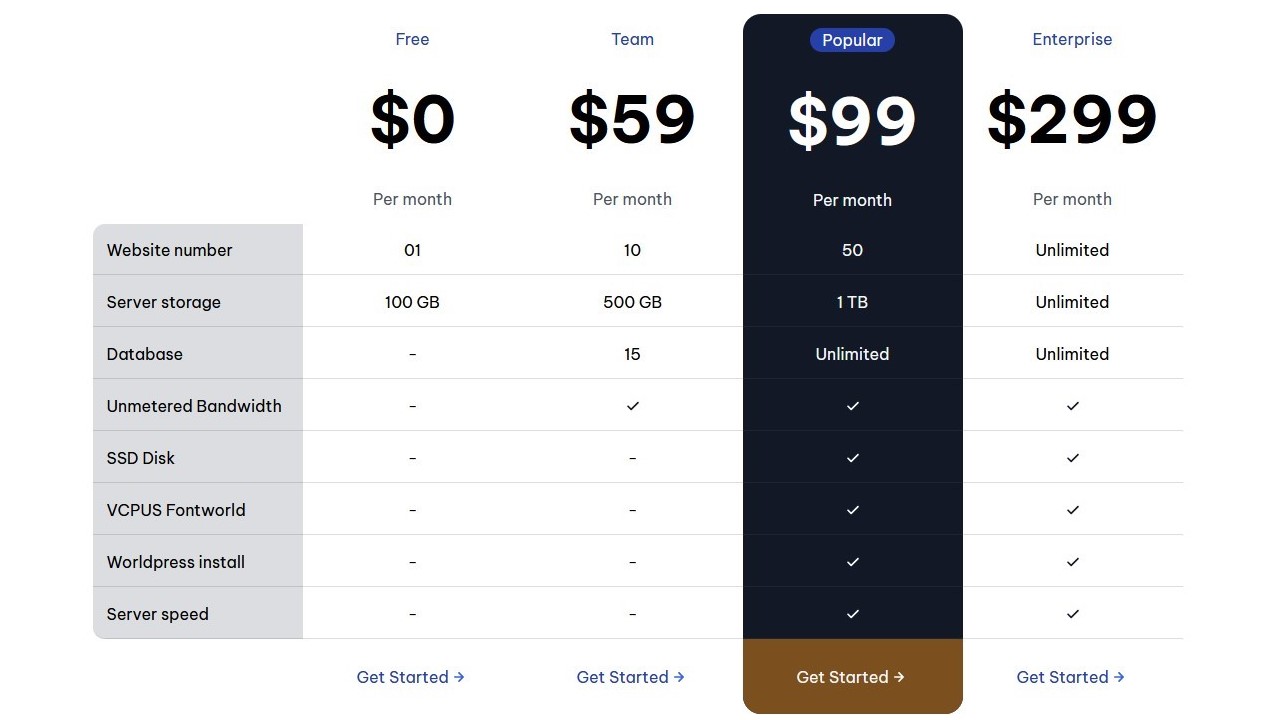 Free Team Popular Enterprise
$0 $59 $99 $299
Per month Per month Per month Per month
Website number 01 10 50 Unlimited
Server storage 100 GB 500 GB 1 TB Unlimited
Database - 15 Unlimited Unlimited
Unmetered Bandwidth - ✓ ✓ ✓
SSD Disk - - ✓ ✓
VCPUS Fontworld - - ✓ ✓
Worldpress install - - ✓ ✓
Server speed - - ✓ ✓
Get Started → Get Started → Get Started → Get Started →